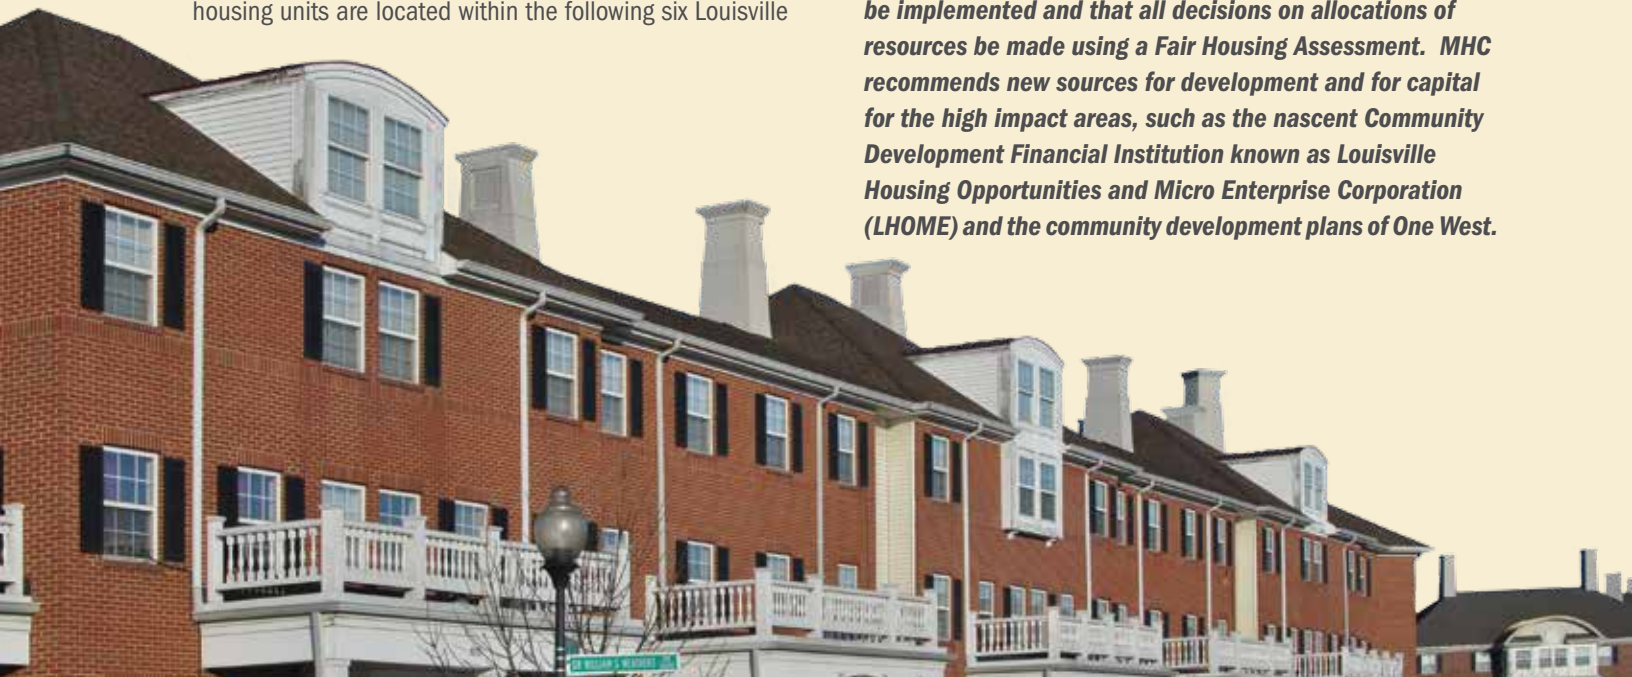 housing units are located within the following six Louisville
be implemented and that all decisions on allocations of
resources be made using a Fair Housing Assessment. MHC
recommends new sources for development and for capital
for the high impact areas, such as the nascent Community
Development Financial Institution known as Louisville
Housing Opportunities and Micro Enterprise Corporation
(LHOME) and the community development plans of One West.
DR WILLIAM G WEATHERS